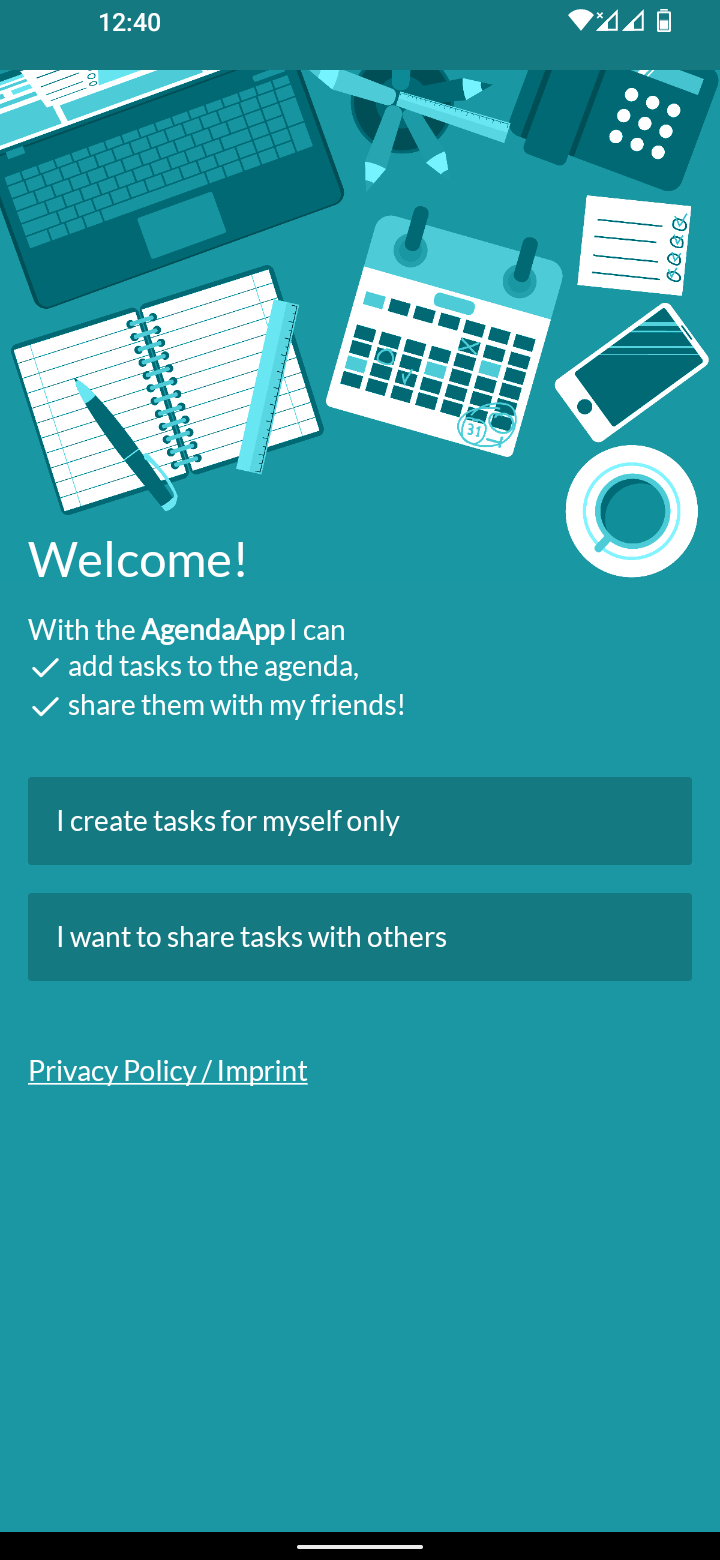 12:40
31
Welcome!
With the AgendaApp I can
add tasks to the agenda,
share them with my friends!
I create tasks for myself only
I want to share tasks with others
Privacy Policy / Imprint